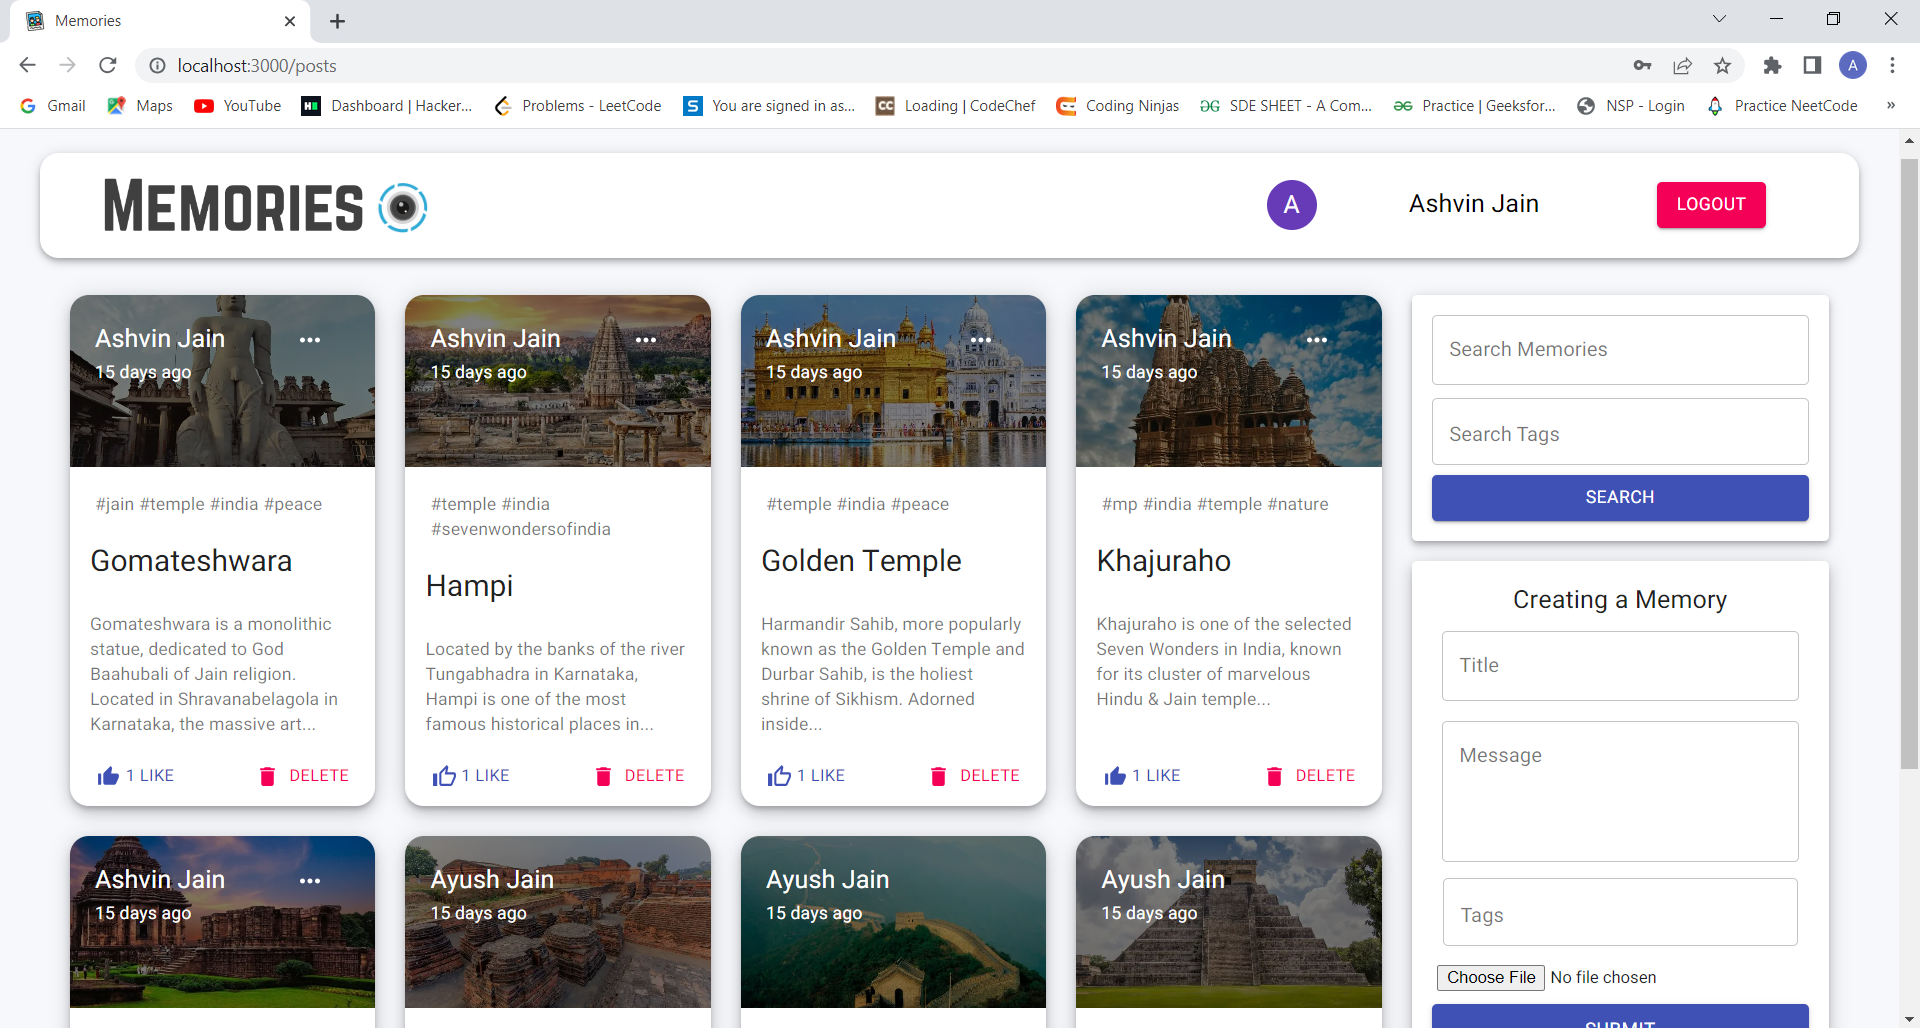 Memories
localhost:3000/posts
A
Gmail
Maps
YouTube
Dashboard | Hacker...
Problems - LeetCode
You are signed in as...
Loading | CodeChef
Coding Ninjas
SDE SHEET - A Com...
Practice | Geeksfor...
NSP - Login
Practice NeetCode
»
MEMORIES
A
Ashvin Jain
LOGOUT
Ashvin Jain
15 days ago
#jain #temple #india #peace
Gomateshwara
Gomateshwara is a monolithic
statue, dedicated to God
Baahubali of Jain religion.
Located in Shravanabelagola in
Karnataka, the massive art...
1 LIKE
DELETE
Ashvin Jain
15 days ago
#temple #india
#sevenwondersofindia
Hampi
Located by the banks of the river
Tungabhadra in Karnataka,
Hampi is one of the most
famous historical places in...
1 LIKE
DELETE
Ashvin Jain
15 days ago
#temple #india #peace
Golden Temple
Harmandir Sahib, more popularly
known as the Golden Temple and
Durbar Sahib, is the holiest
shrine of Sikhism. Adorned
inside...
1 LIKE
DELETE
Ashvin Jain
15 days ago
#mp #india #temple #nature
Khajuraho
Khajuraho is one of the selected
Seven Wonders in India, known
for its cluster of marvelous
Hindu & Jain temple...
1 LIKE
DELETE
Ashvin Jain
15 days ago
Ayush Jain
15 days ago
Ayush Jain
15 days ago
Ayush Jain
15 days ago
Search Memories
Search Tags
SEARCH
Creating a Memory
Title
Message
Tags
Choose File No file chosen
SUBMIT